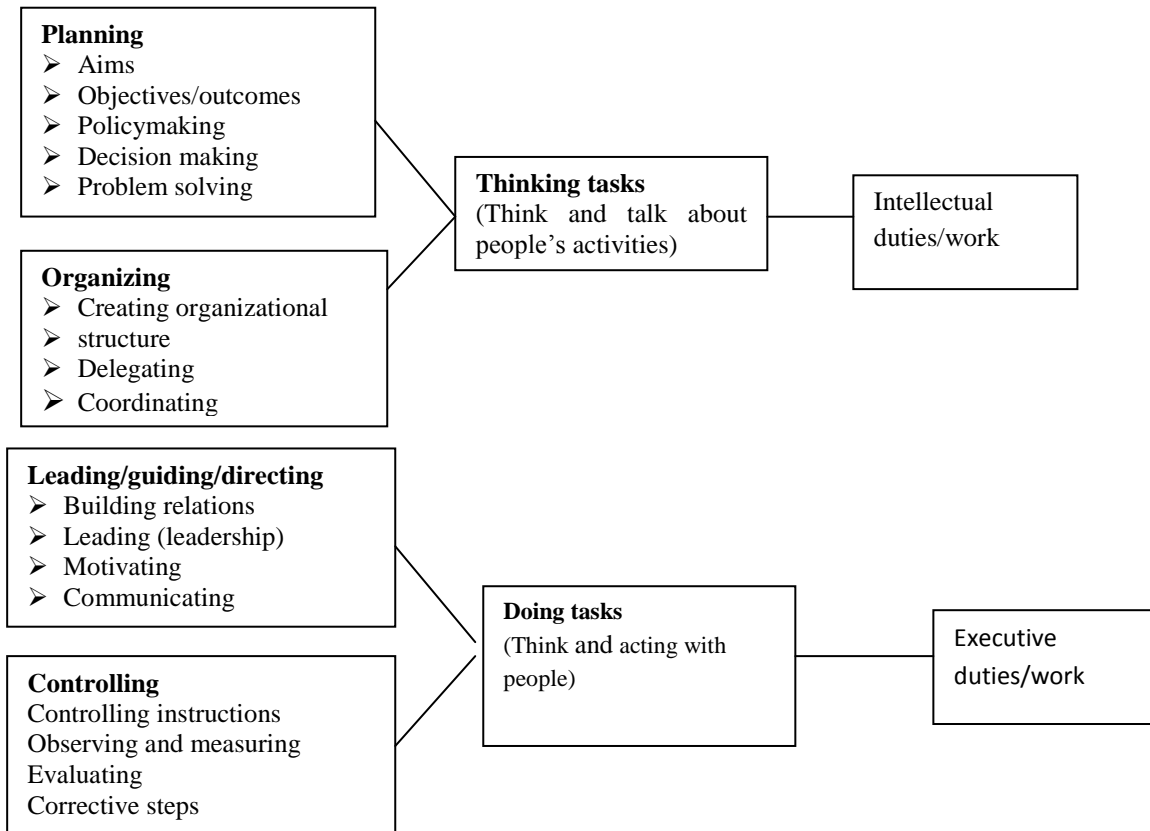 Planning
➢ Aims
➢ Objectives/outcomes
➢ Policymaking
➢ Decision making
➢ Problem solving
Organizing
➢ Creating organizational
➢ structure
➢ Delegating
➢ Coordinating
Thinking tasks
(Think and talk about
people’s activities)
Intellectual
duties/work
Leading/guiding/directing
➢ Building relations
➢ Leading (leadership)
➢ Motivating
➢ Communicating
Controlling
Controlling instructions
Observing and measuring
Evaluating
Corrective steps
Doing tasks
(Think and acting with
people)
Executive
duties/work